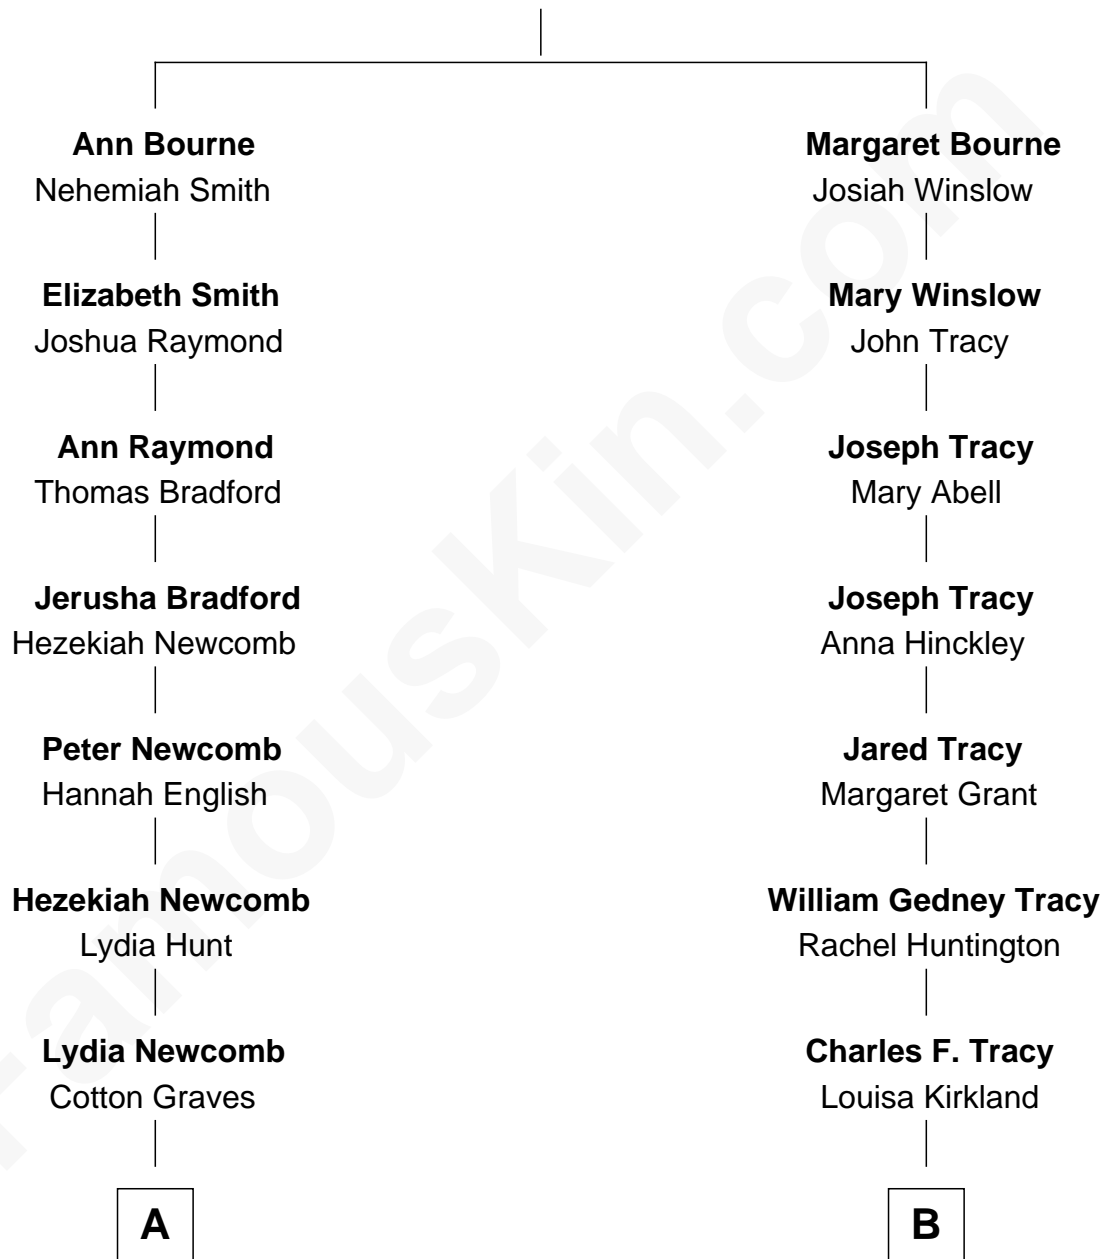 Ann Bourne
Nehemiah Smith
Elizabeth Smith
Joshua Raymond
Ann Raymond
Thomas Bradford
Jerusha Bradford
Hezekiah Newcomb
Peter Newcomb
Hannah English
Hezekiah Newcomb
Lydia Hunt
Lydia Newcomb
Cotton Graves
A
Margaret Bourne
Josiah Winslow
Mary Winslow
John Tracy
Joseph Tracy
Mary Abell
Joseph Tracy
Anna Hinckley
Jared Tracy
Margaret Grant
William Gedney Tracy
Rachel Huntington
Charles F. Tracy
Louisa Kirkland
B
FamousKin.com